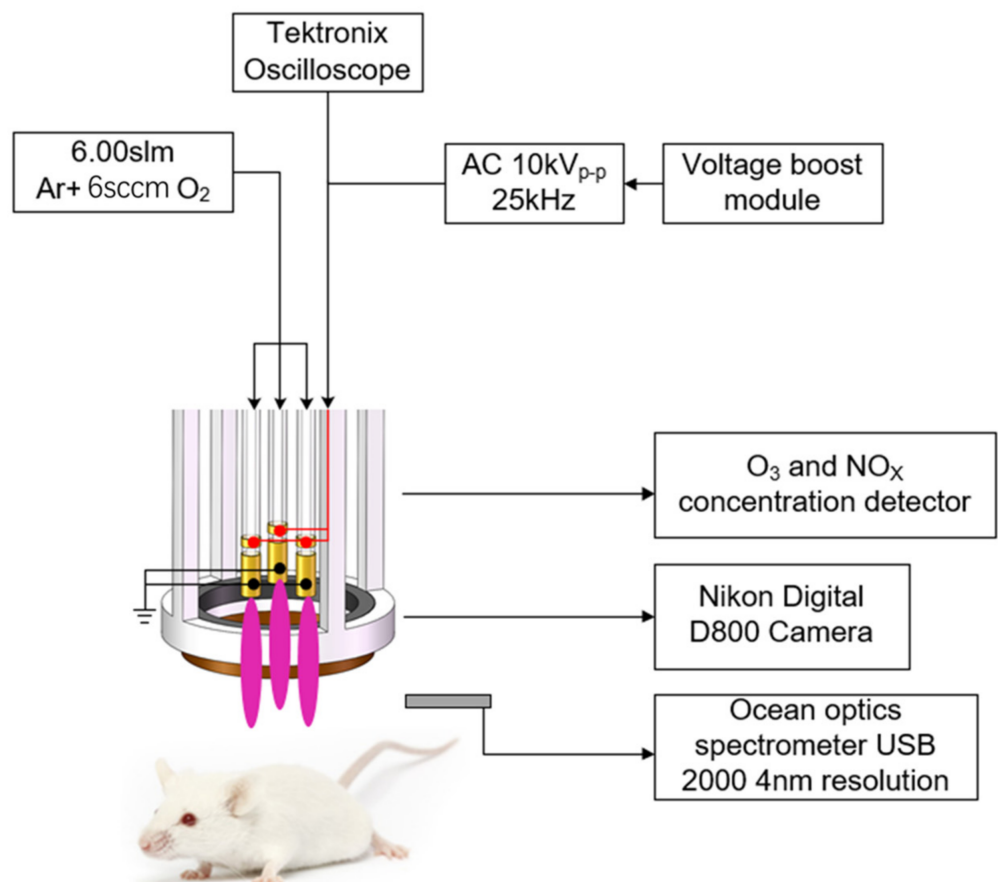 Tektronix
Oscilloscope
6.00slm
Ar+ 6sccm O₂
AC 10kVₚ₋ₚ
25kHz
Voltage boost
module
O₃ and NOₓ
concentration detector
Nikon Digital
D800 Camera
Ocean optics
spectrometer USB
2000 4nm resolution